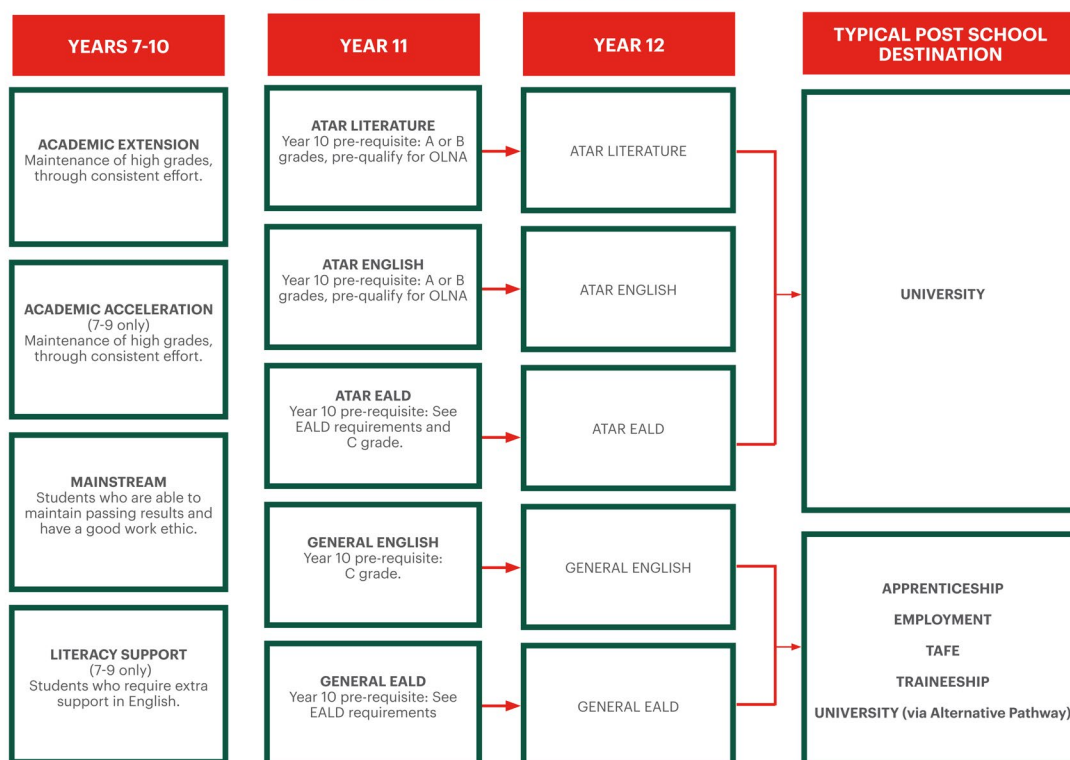 YEARS 7-10
ACADEMIC EXTENSION
Maintenance of high grades,
through consistent effort.
ACADEMIC ACCELERATION
(7-9 only)
Maintenance of high grades,
through consistent effort.
MAINSTREAM
Students who are able to
maintain passing results and
have a good work ethic.
LITERACY SUPPORT
(7-9 only)
Students who require extra
support in English.
YEAR 11
ATAR LITERATURE
Year 10 pre-requisite: A or B
grades, pre-qualify for OLNA
ATAR ENGLISH
Year 10 pre-requisite: A or B
grades, pre-qualify for OLNA
ATAR EALD
Year 10 pre-requisite: See
EALD requirements and
C grade.
GENERAL ENGLISH
Year 10 pre-requisite:
C grade.
GENERAL EALD
Year 10 pre-requisite: See
EALD requirements
YEAR 12
ATAR LITERATURE
ATAR ENGLISH
ATAR EALD
GENERAL ENGLISH
GENERAL EALD
TYPICAL POST SCHOOL
DESTINATION
UNIVERSITY
APPRENTICESHIP
EMPLOYMENT
TAFE
TRAINEESHIP
UNIVERSITY (via Alternative Pathway)